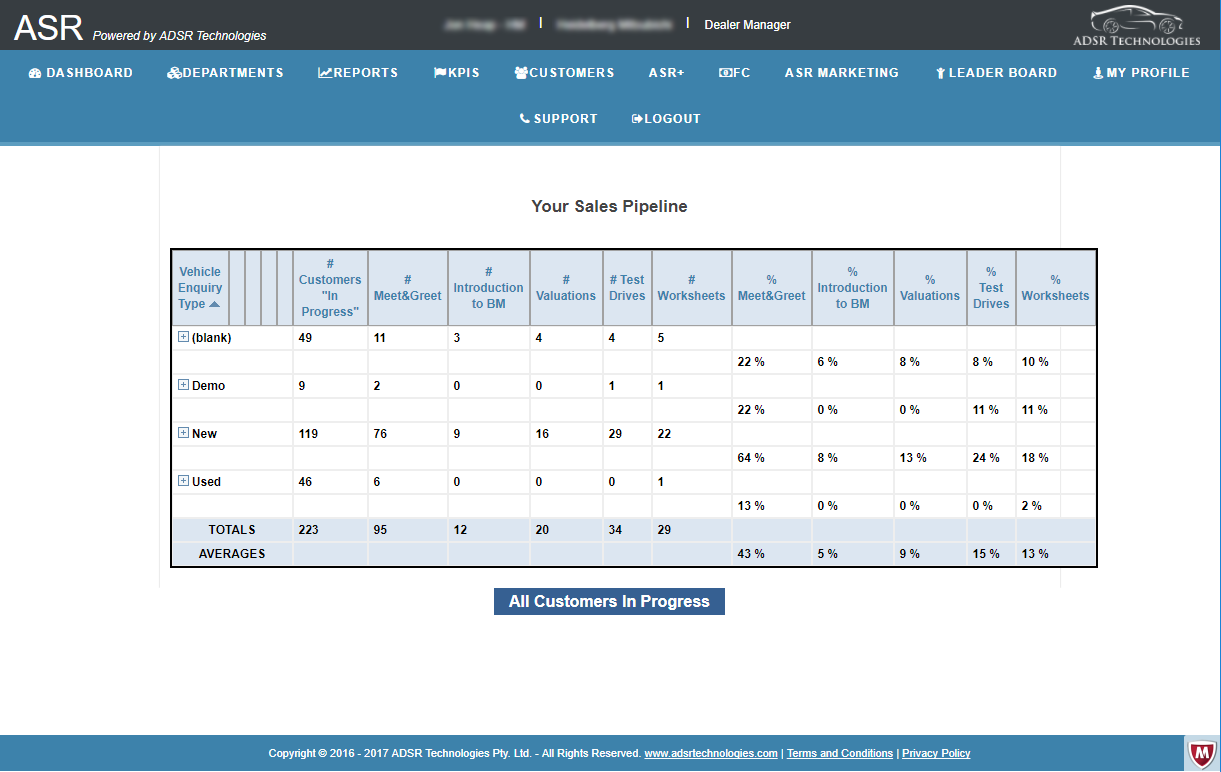 ASR Powered by ADSR Technologies
| | Dealer Manager
ADSR TECHNOLOGIES
DASHBOARD DEPARTMENTS REPORTS KPIS CUSTOMERS ASR+ FC ASR MARKETING LEADER BOARD MY PROFILE
SUPPORT LOGOUT
Your Sales Pipeline
Vehicle Enquiry Type # Customers "In Progress" # Meet&Greet # Introduction to BM # Valuations # Test Drives # Worksheets % Meet&Greet % Introduction to BM % Valuations % Test Drives % Worksheets
(blank) 49 11 3 4 4 5
22 % 6 % 8 % 8 % 10 %
Demo 9 2 0 0 1 1
22 % 0 % 0 % 11 % 11 %
New 119 76 9 16 29 22
64 % 8 % 13 % 24 % 18 %
Used 46 6 0 0 0 1
13 % 0 % 0 % 0 % 2 %
TOTALS 223 95 12 20 34 29
AVERAGES 43 % 5 % 9 % 15 % 13 %
All Customers In Progress
Copyright © 2016 - 2017 ADSR Technologies Pty. Ltd. - All Rights Reserved. www.adsrtechnologies.com | Terms and Conditions | Privacy Policy